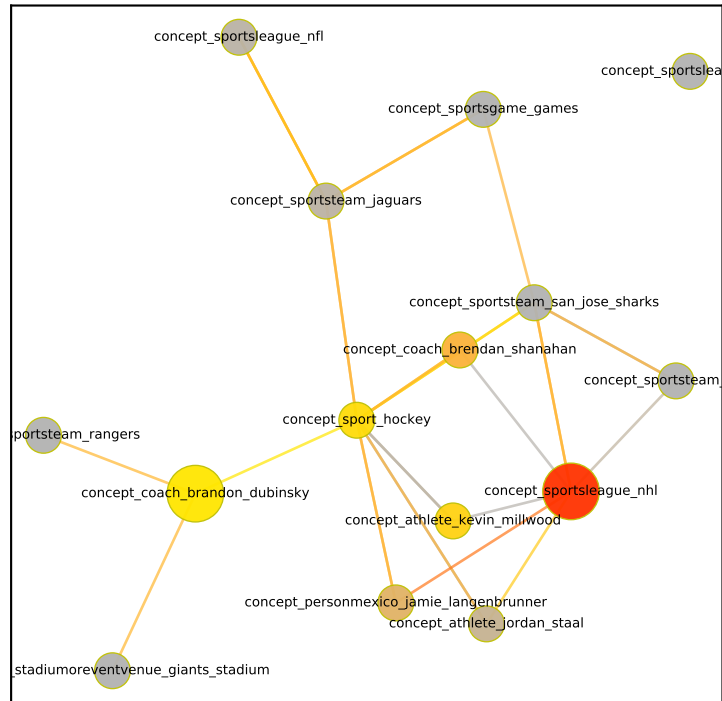 concept_sportsleague_nfl
concept_sportslea
concept_sportsgame_games
concept_sportsteam_jaguars
concept_sportsteam_san_jose_sharks
concept_coach_brendan_shanahan
concept_sportsteam_
concept_sport_hockey
sportsteam_rangers
concept_coach_brandon_dubinsky
concept_sportsleague_nhl
concept_athlete_kevin_millwood
concept_personmexico_jamie_langenbrunner
concept_athlete_jordan_staal
_stadiumoreventvenue_giants_stadium